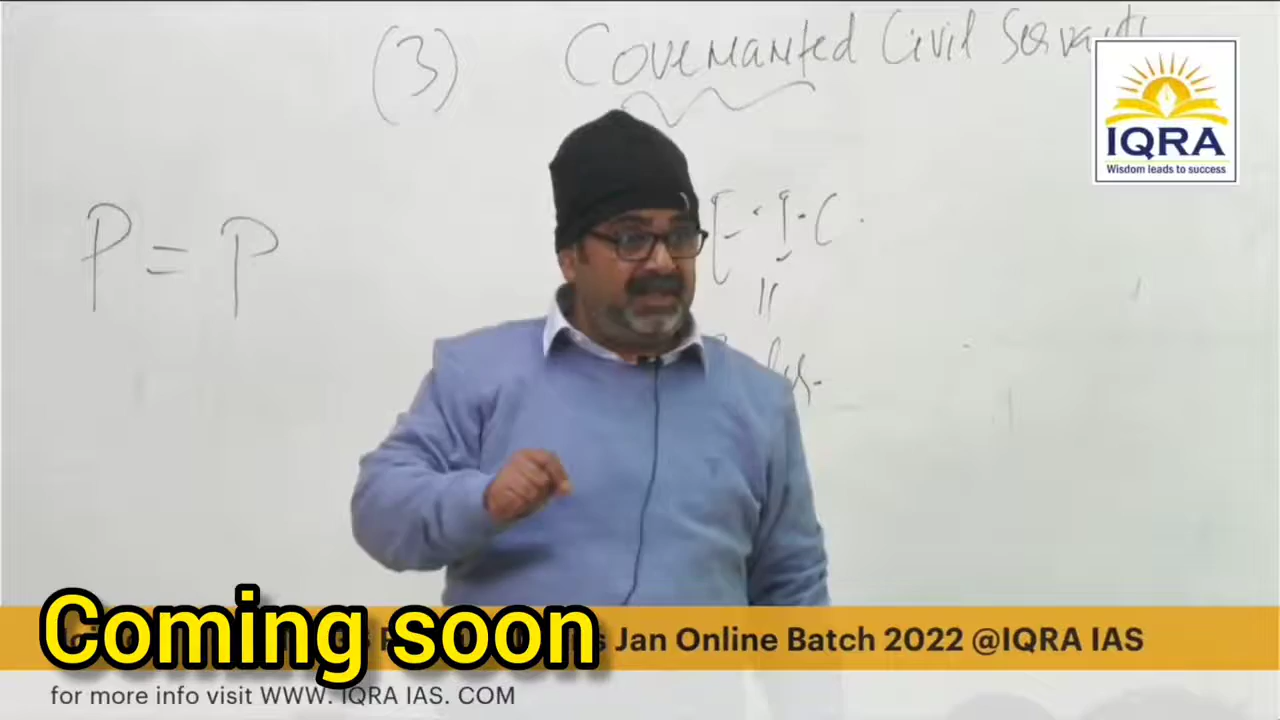 (3) Covenanted Civil Servants
IQRA
Wisdom leads to success
P = P
E.I.C.
Coming soon
Jan Online Batch 2022 @IQRA IAS
for more info visit WWW. IQRA IAS. COM